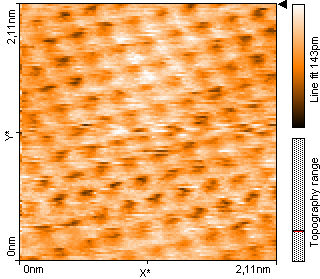 2,11nm
Y*
0nm
0nm
X*
2,11nm
Line fit 143pm
Topography range